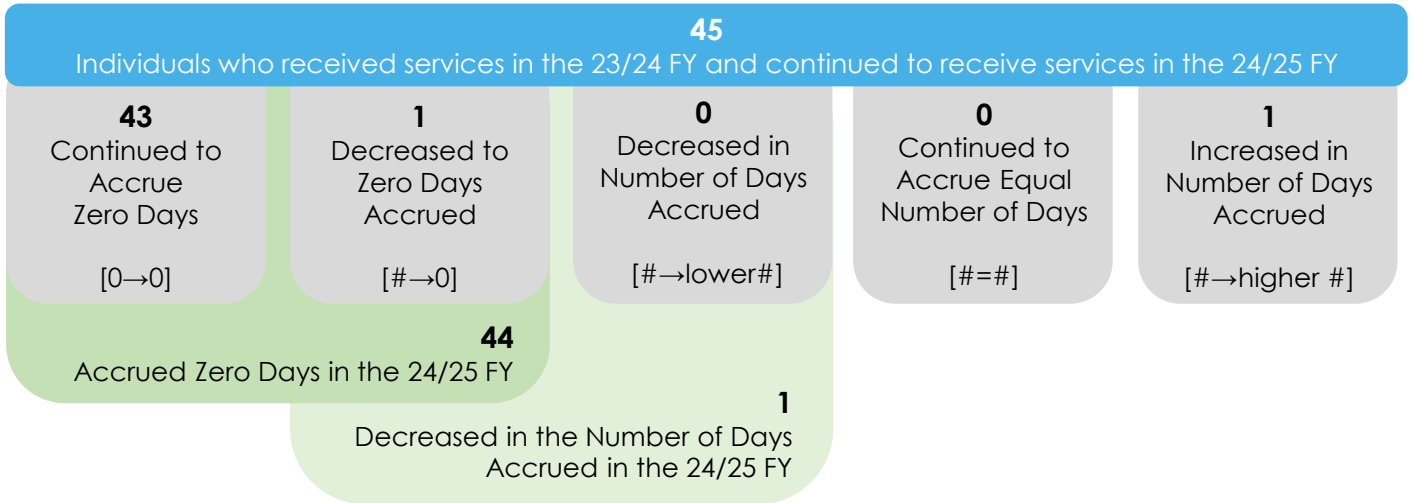 45
Individuals who received services in the 23/24 FY and continued to receive services in the 24/25 FY
43
Continued to
Accrue
Zero Days
[0→0]
1
Decreased to
Zero Days
Accrued
[#→0]
0
Decreased in
Number of Days
Accrued
[#→lower#]
0
Continued to
Accrue Equal
Number of Days
[#=#]
1
Increased in
Number of Days
Accrued
[#→higher #]
44
Accrued Zero Days in the 24/25 FY
1
Decreased in the Number of Days
Accrued in the 24/25 FY